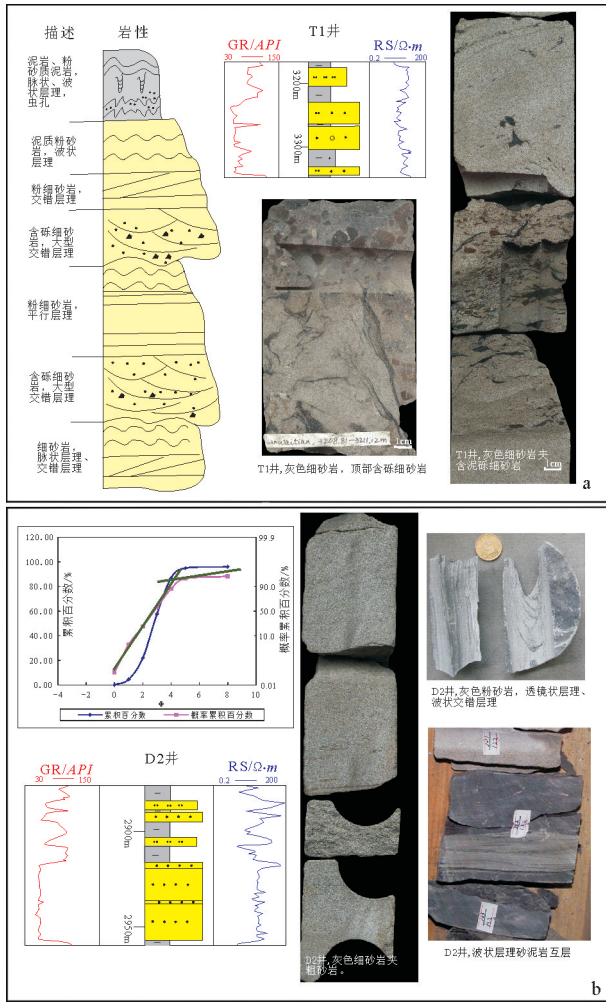 描述 岩性
泥岩、粉
砂质泥岩,
脉状、波
状层理,
虫孔
泥质粉砂
岩,波状
层理
粉细砂岩,
交错层理
含砾细砂
岩,大型
交错层理
粉细砂岩,
平行层理
含砾细砂
岩,大型
交错层理
细砂岩,
脉状层理、
交错层理
T1井
GR/API
30 150
RS/Ω·m
0.2 200
3200m
3300m
1cm
T1井,灰色细砂岩,顶部含砾细砂岩
T1井,灰色细砂岩夹
含泥砾细砂岩
1cm
a
120.00
100.00
80.00
60.00
40.00
20.00
0.00
累积百分数/%
99.9
90.0
50.0
10.0
0.01
概率累积百分数/%
-4 -2 0 2 4 6 8 10
Φ
累积百分数 概率累积百分数
D2井
GR/API
30 150
RS/Ω·m
0.2 200
2900m
2950m
D2井,灰色细砂岩夹
粗砂岩。
D2井,灰色粉砂岩,透镜状层理、
波状交错层理
D2井,波状层理砂泥岩互层
b